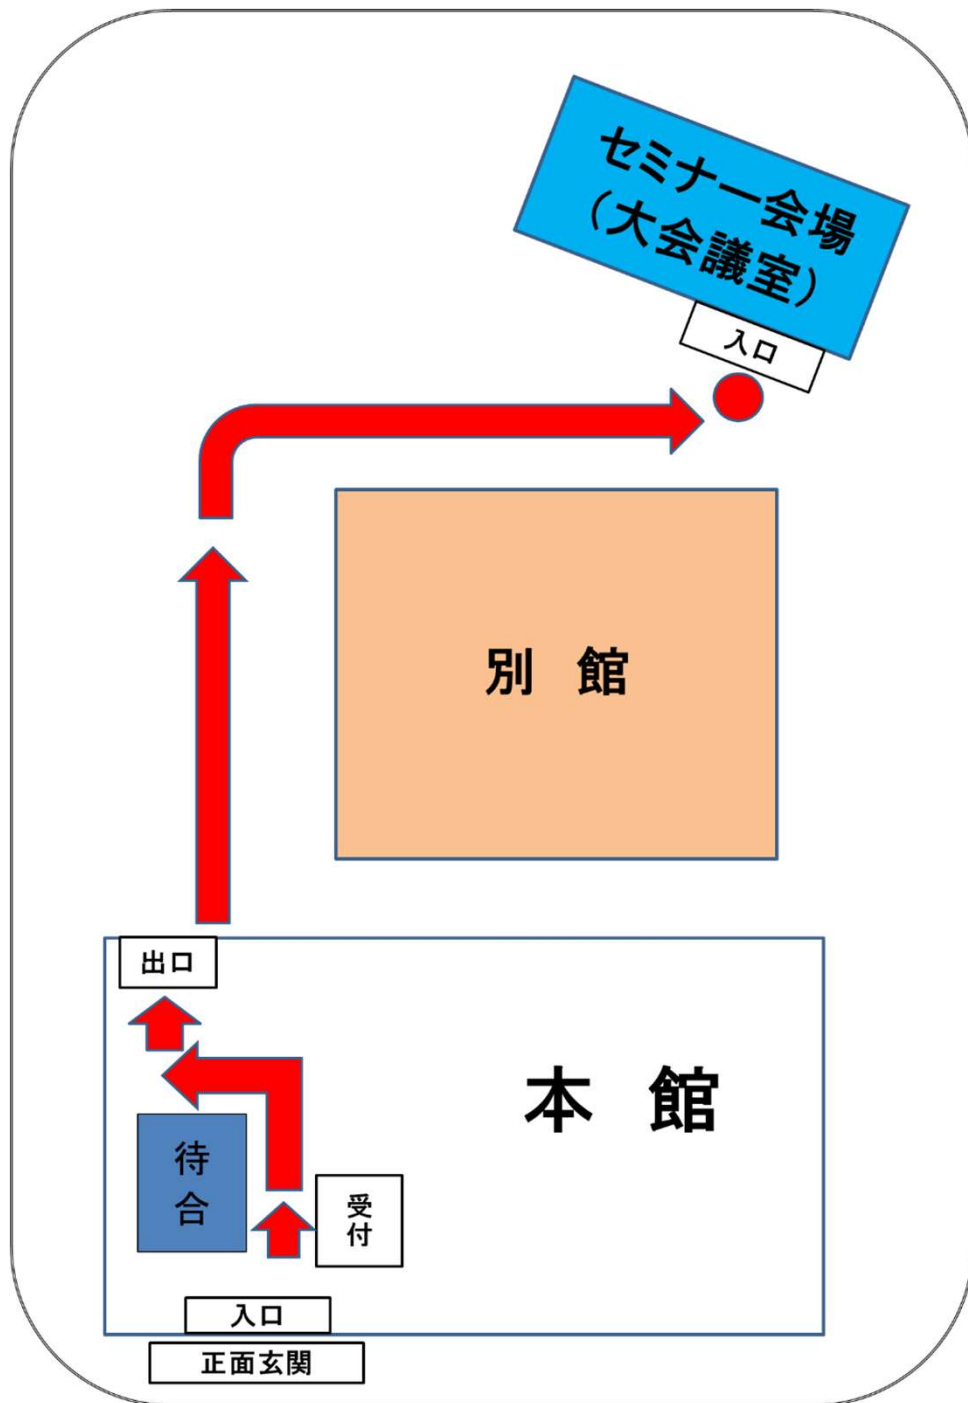 セミナー会場
（大会議室）
入口
別 館
出口
本 館
待
合
受
付
入口
正面玄関